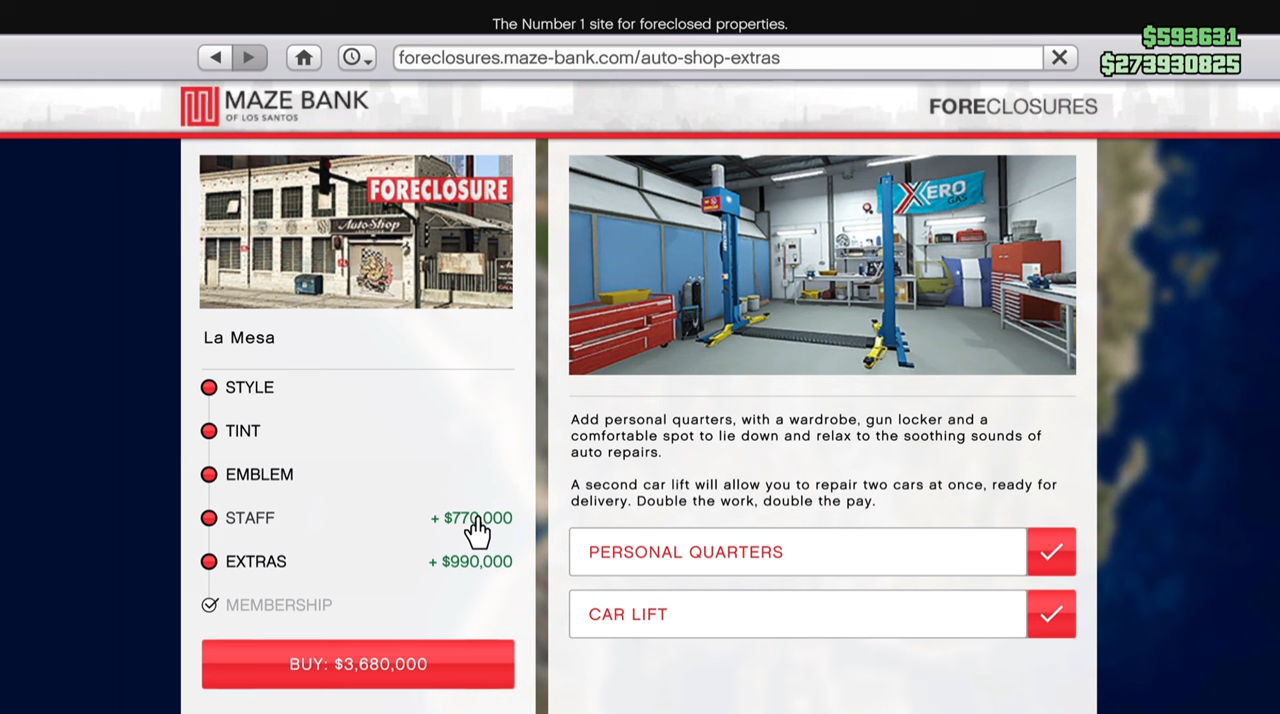 The Number 1 site for foreclosed properties.
$593631
foreclosures.maze-bank.com/auto-shop-extras
$273930825
MAZE BANK
OF LOS SANTOS
FORECLOSURES
FORECLOSURE
AutoShop
XERO
GAS
La Mesa
STYLE
TINT
EMBLEM
STAFF + $770,000
EXTRAS + $990,000
MEMBERSHIP
BUY: $3,680,000
Add personal quarters, with a wardrobe, gun locker and a
comfortable spot to lie down and relax to the soothing sounds of
auto repairs.
A second car lift will allow you to repair two cars at once, ready for
delivery. Double the work, double the pay.
PERSONAL QUARTERS
CAR LIFT